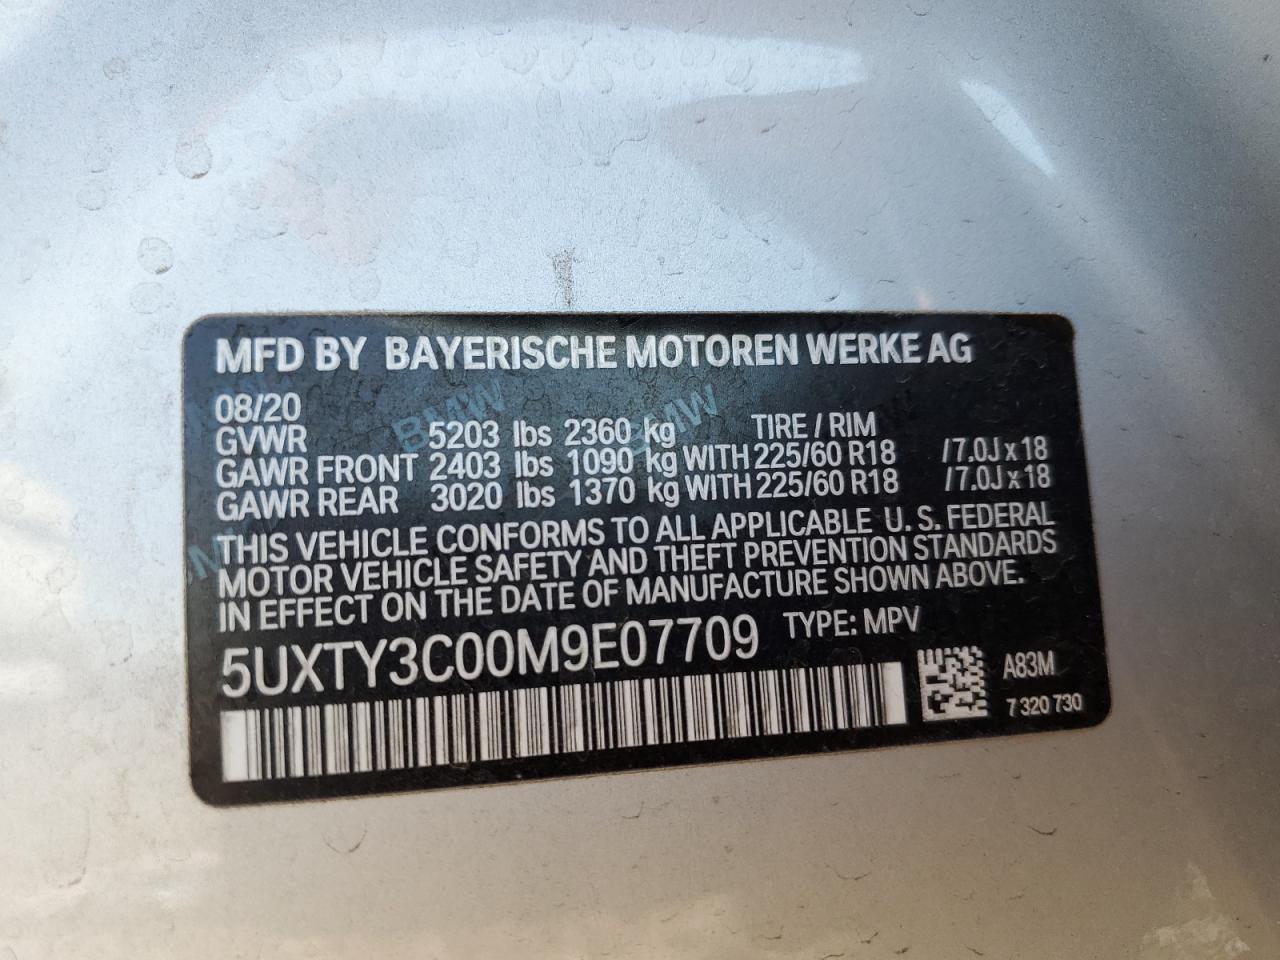 MFD BY BAYERISCHE MOTOREN WERKE AG
08/20
GVWR 5203 lbs 2360 kg TIRE / RIM
GAWR FRONT 2403 lbs 1090 kg WITH 225/60 R18 /7.0J x 18
GAWR REAR 3020 lbs 1370 kg WITH 225/60 R18 /7.0J x 18
THIS VEHICLE CONFORMS TO ALL APPLICABLE U. S. FEDERAL
MOTOR VEHICLE SAFETY AND THEFT PREVENTION STANDARDS
IN EFFECT ON THE DATE OF MANUFACTURE SHOWN ABOVE.
5UXTY3C00M9E07709 TYPE: MPV
A83M
7 320 730
BMW
BMW